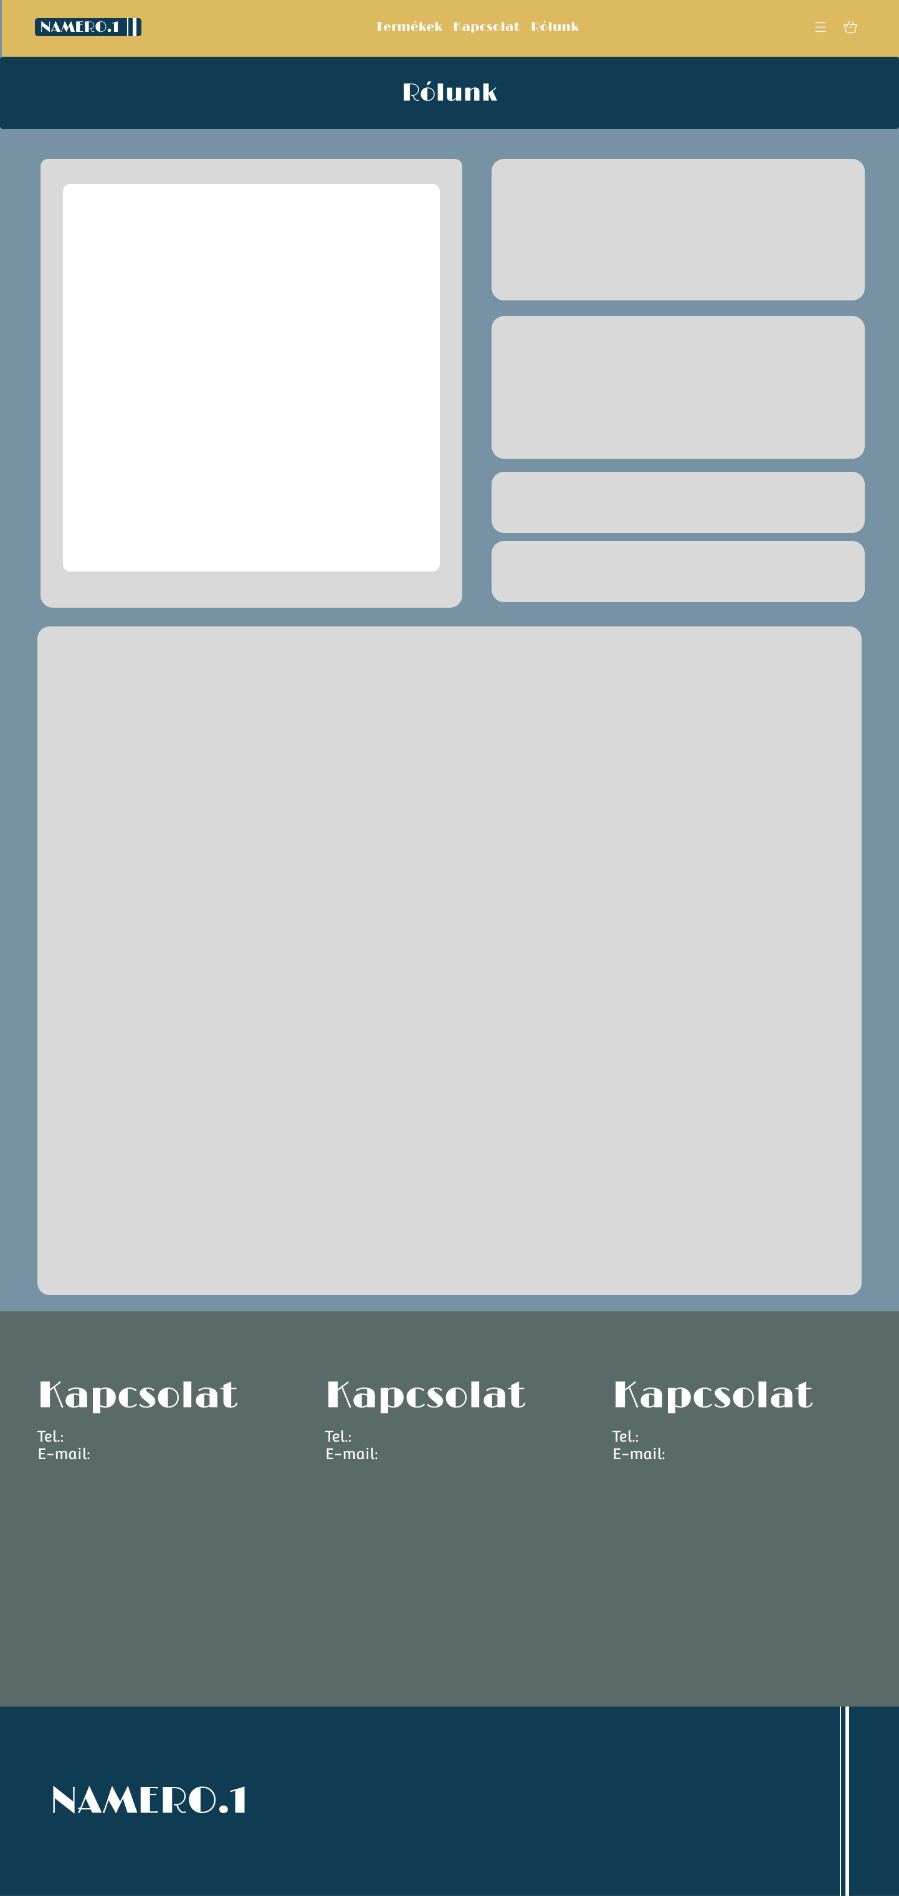 NAMERO.1
Termékek Kapcsolat Rólunk
Rólunk
Kapcsolat
Tel.:
E-mail:
Kapcsolat
Tel.:
E-mail:
Kapcsolat
Tel.:
E-mail:
NAMERO.1